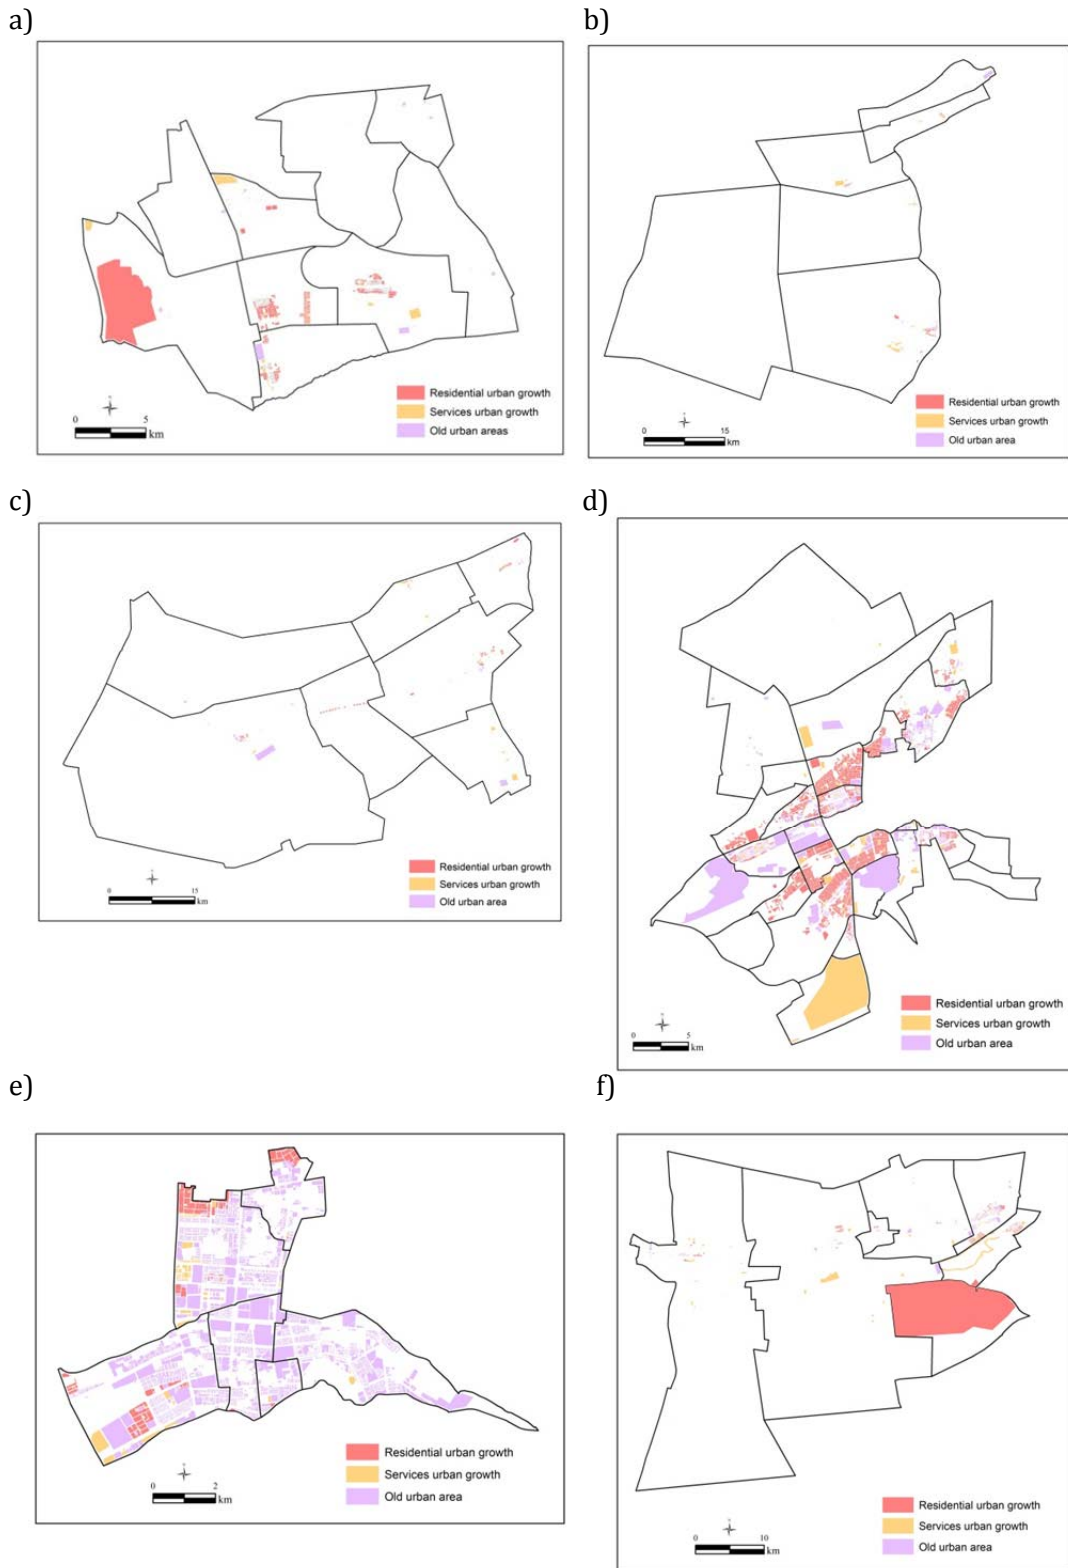 a)
Residential urban growth
Services urban growth
Old urban areas
0 5
km
b)
Residential urban growth
Services urban growth
Old urban area
0 15
km
c)
Residential urban growth
Services urban growth
Old urban area
0 15
km
d)
Residential urban growth
Services urban growth
Old urban area
0 5
km
e)
Residential urban growth
Services urban growth
Old urban area
0 2
km
f)
Residential urban growth
Services urban growth
Old urban area
0 10
km